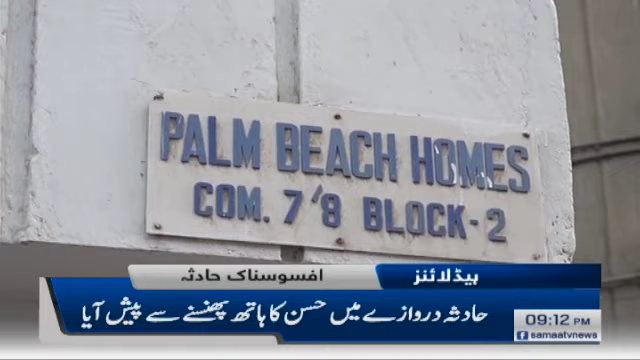 PALM BEACH HOMES
COM. 7'8 BLOCK-2
ہیڈلائنز
افسوسناک حادثہ
حادثہ دروازے میں حسن کا ہاتھ پھنسنے سے پیش آیا
09:12 PM
f samaatvnews